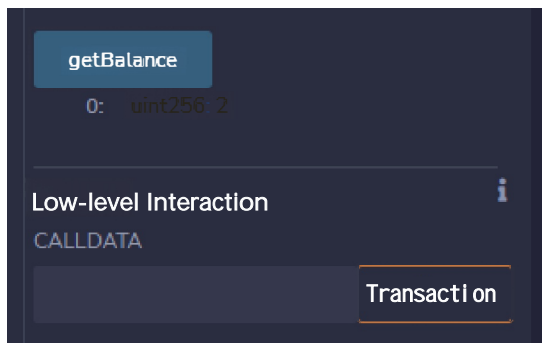 getBalance
0: uint256 2
Low-level Interaction
i
CALLDATA
Transaction